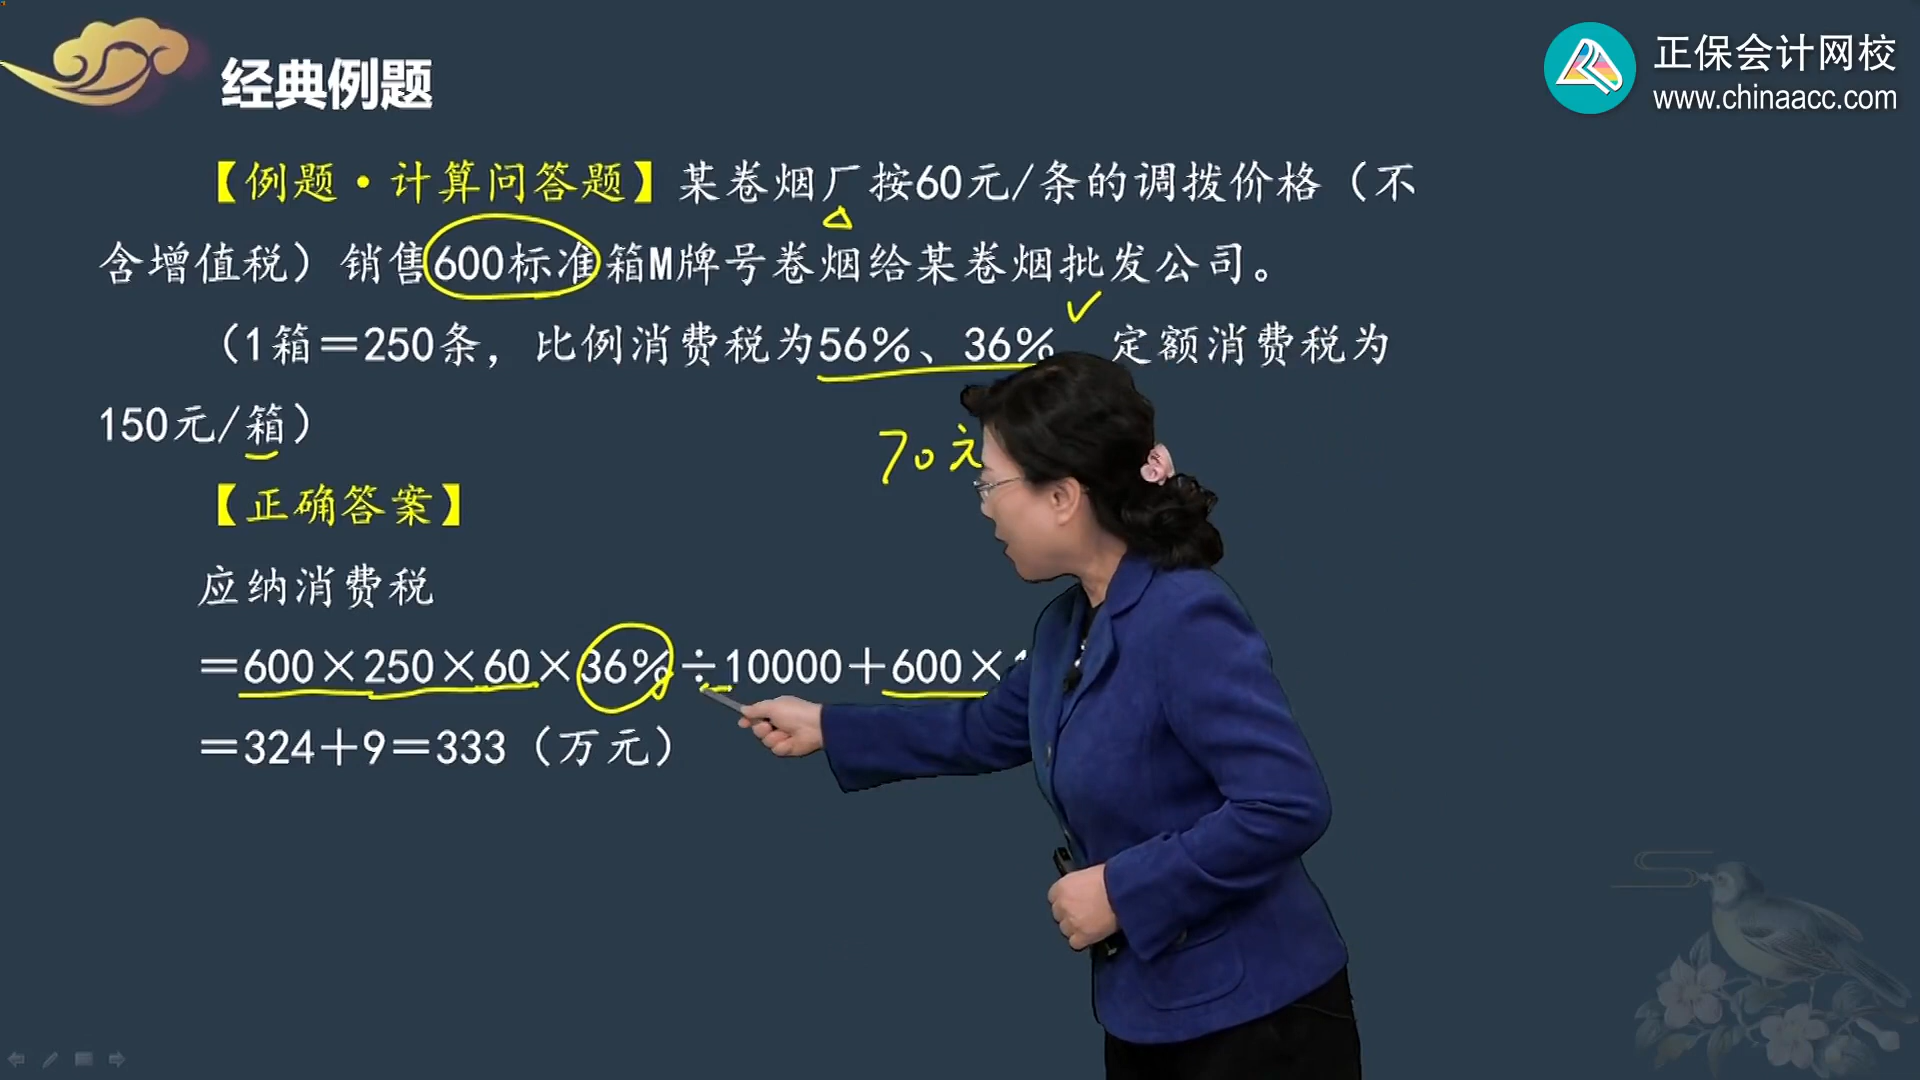 经典例题
正保会计网校
www.chinaacc.com
【例题·计算问答题】某卷烟厂按60元/条的调拨价格（不
含增值税）销售600标准箱M牌号卷烟给某卷烟批发公司。
（1箱＝250条，比例消费税为56%、36% 定额消费税为
150元/箱）
70元
【正确答案】
应纳消费税
＝600×250×60×36%÷10000＋600×
＝324＋9＝333（万元）